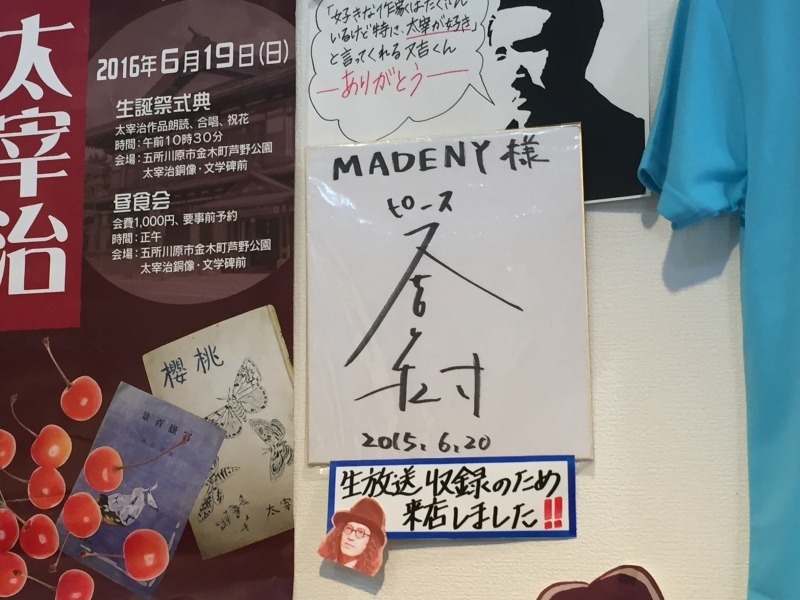 太宰治
2016年6月19日(日)
生誕祭式典
太宰治作品朗読、合唱、祝花
時間：午前10時30分
会場：五所川原市金木町芦野公園
太宰治銅像・文学碑前
昼食会
会費1,000円、要事前予約
時間：正午
会場：五所川原市金木町芦野公園
太宰治銅像・文学碑前
櫻桃
太宰
「好きな作家はたくさん
いるけど特に、太宰が好き」
と言ってくれる又吉くん
―ありがとう―
MADENY 様
ピース
又吉直樹
2015.6.20
生放送収録のため
来店しました!!